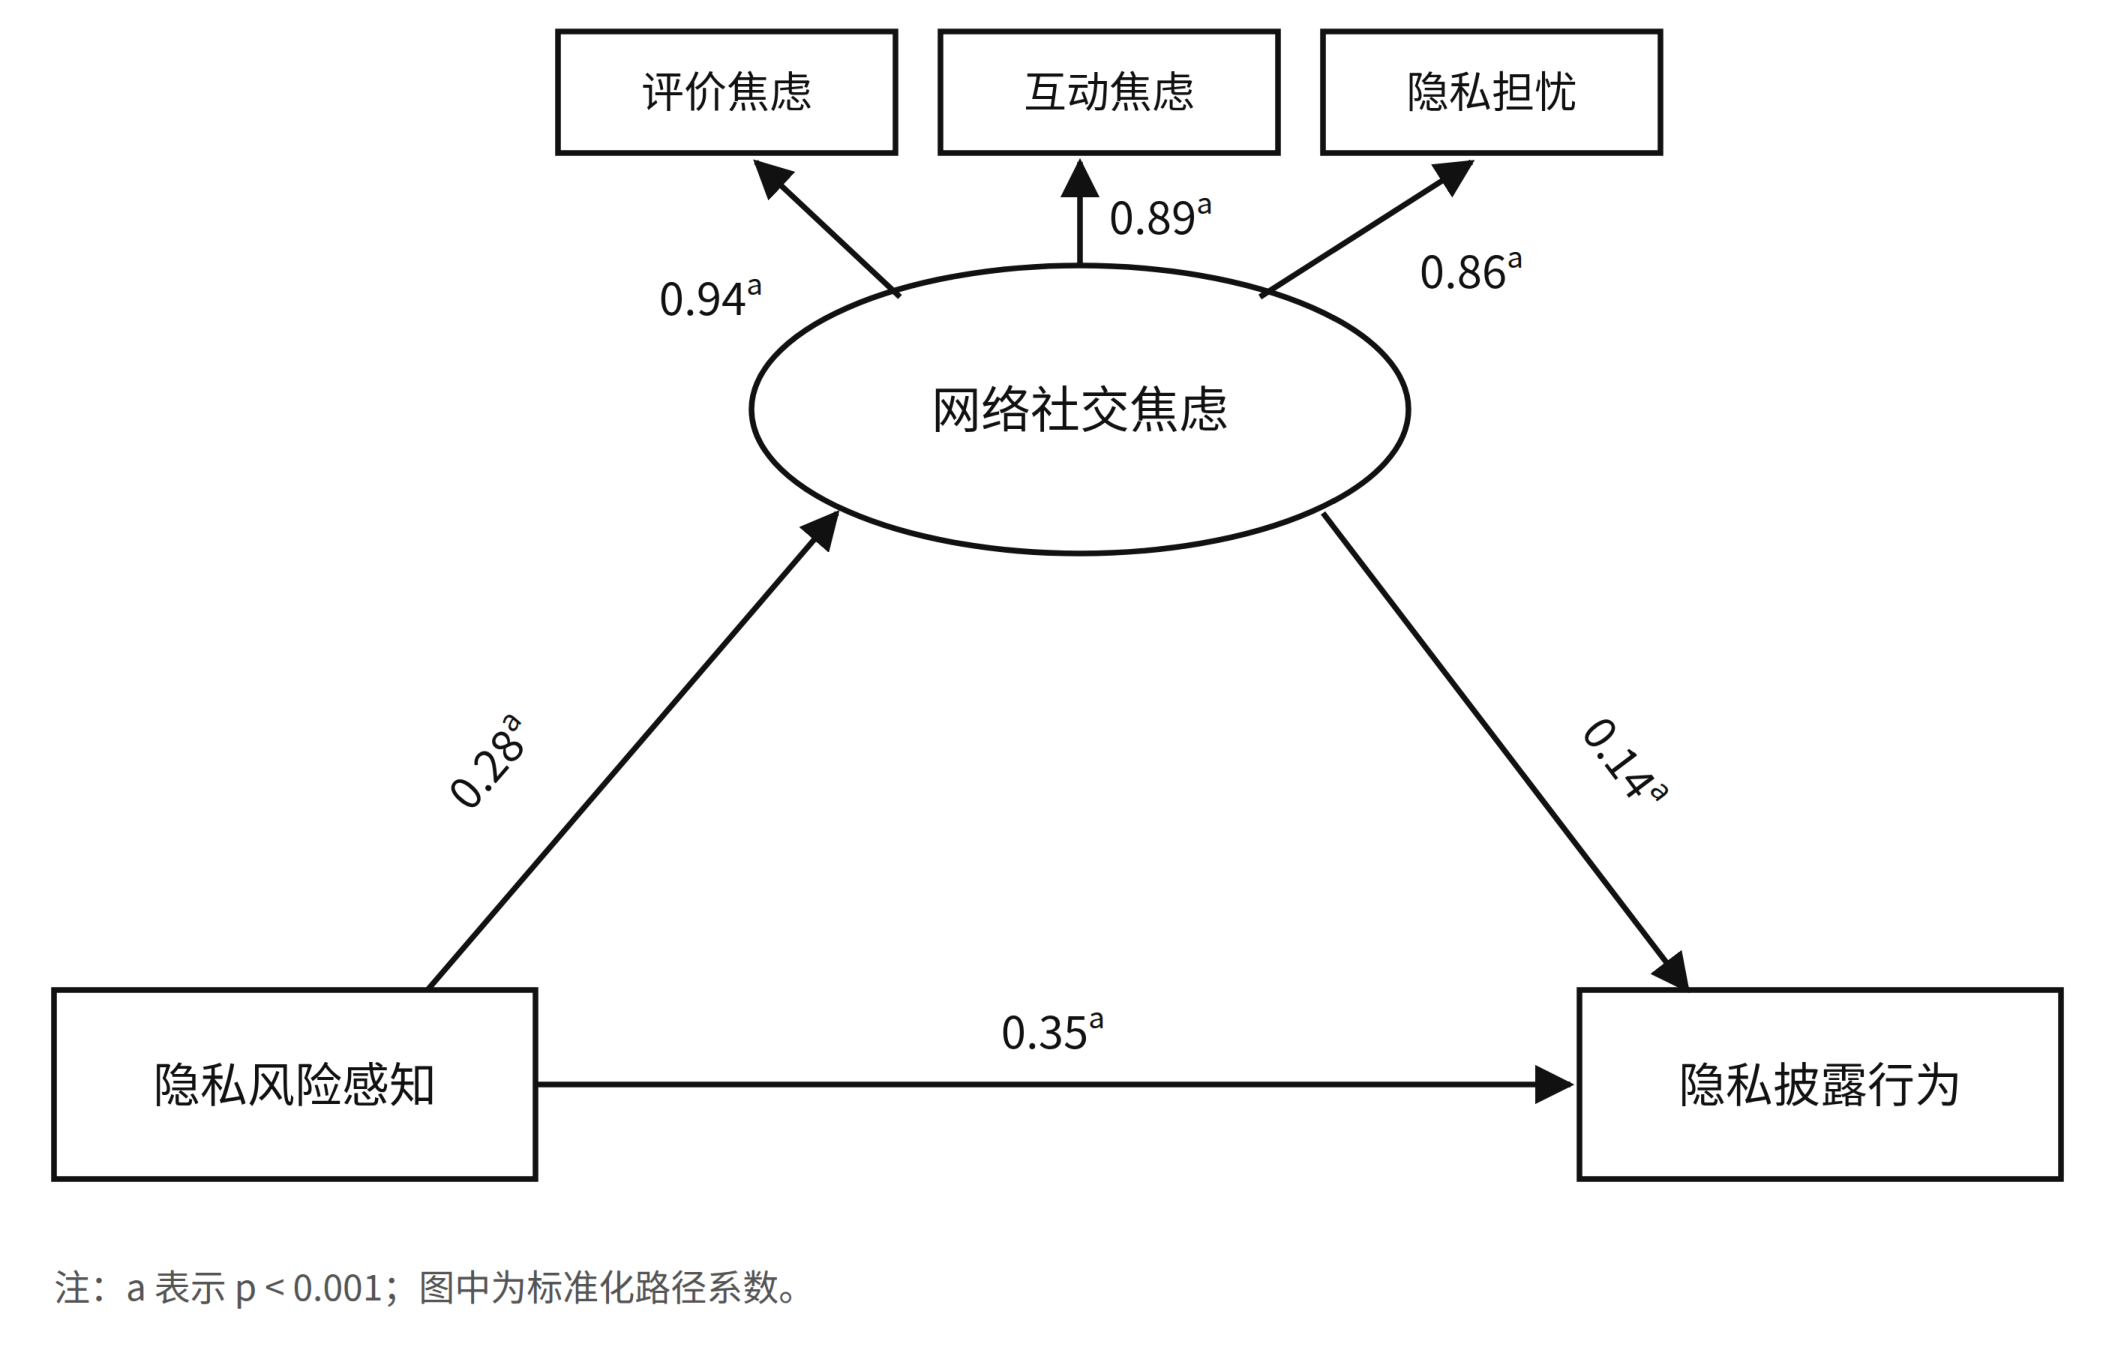 评价焦虑
互动焦虑
隐私担忧
0.89a
0.86a
0.94a
网络社交焦虑
0.28a
0.14a
0.35a
隐私风险感知
隐私披露行为
注：a 表示 p < 0.001；图中为标准化路径系数。